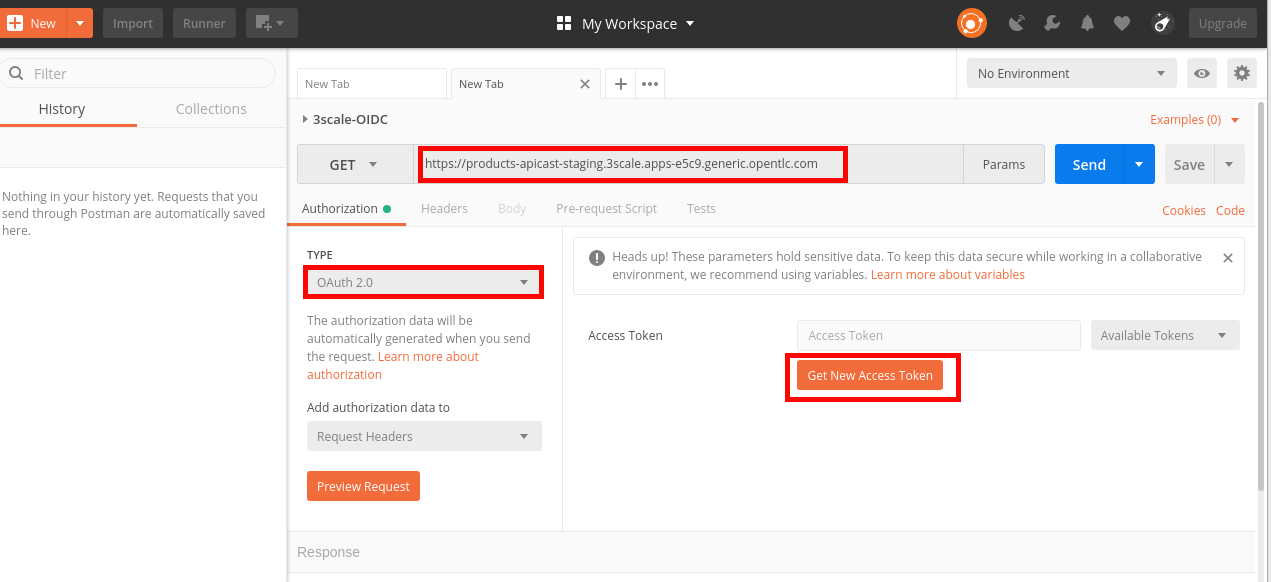 New
Import
Runner
My Workspace
Upgrade
Filter
History
Collections
Nothing in your history yet. Requests that you
send through Postman are automatically saved
here.
New Tab
New Tab
No Environment
3scale-OIDC
Examples (0)
GET
https://products-apicast-staging.3scale.apps-e5c9.generic.opentlc.com
Params
Send
Save
Authorization
Headers
Body
Pre-request Script
Tests
Cookies
Code
TYPE
OAuth 2.0
The authorization data will be
automatically generated when you send
the request. Learn more about
authorization
Add authorization data to
Request Headers
Preview Request
Heads up! These parameters hold sensitive data. To keep this data secure while working in a collaborative
environment, we recommend using variables. Learn more about variables
Access Token
Access Token
Available Tokens
Get New Access Token
Response